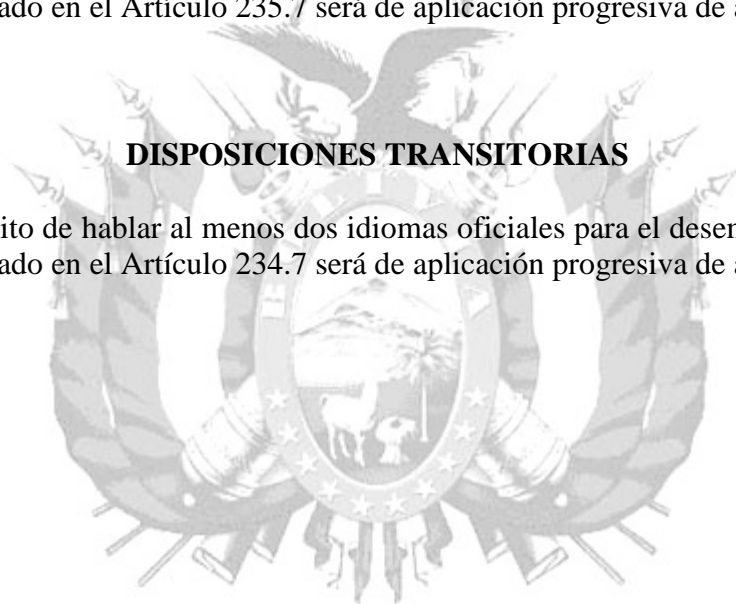 ado en el Artículo 235.7 será de aplicación progresiva de a
DISPOSICIONES TRANSITORIAS
ito de hablar al menos dos idiomas oficiales para el deser
ado en el Artículo 234.7 será de aplicación progresiva de a